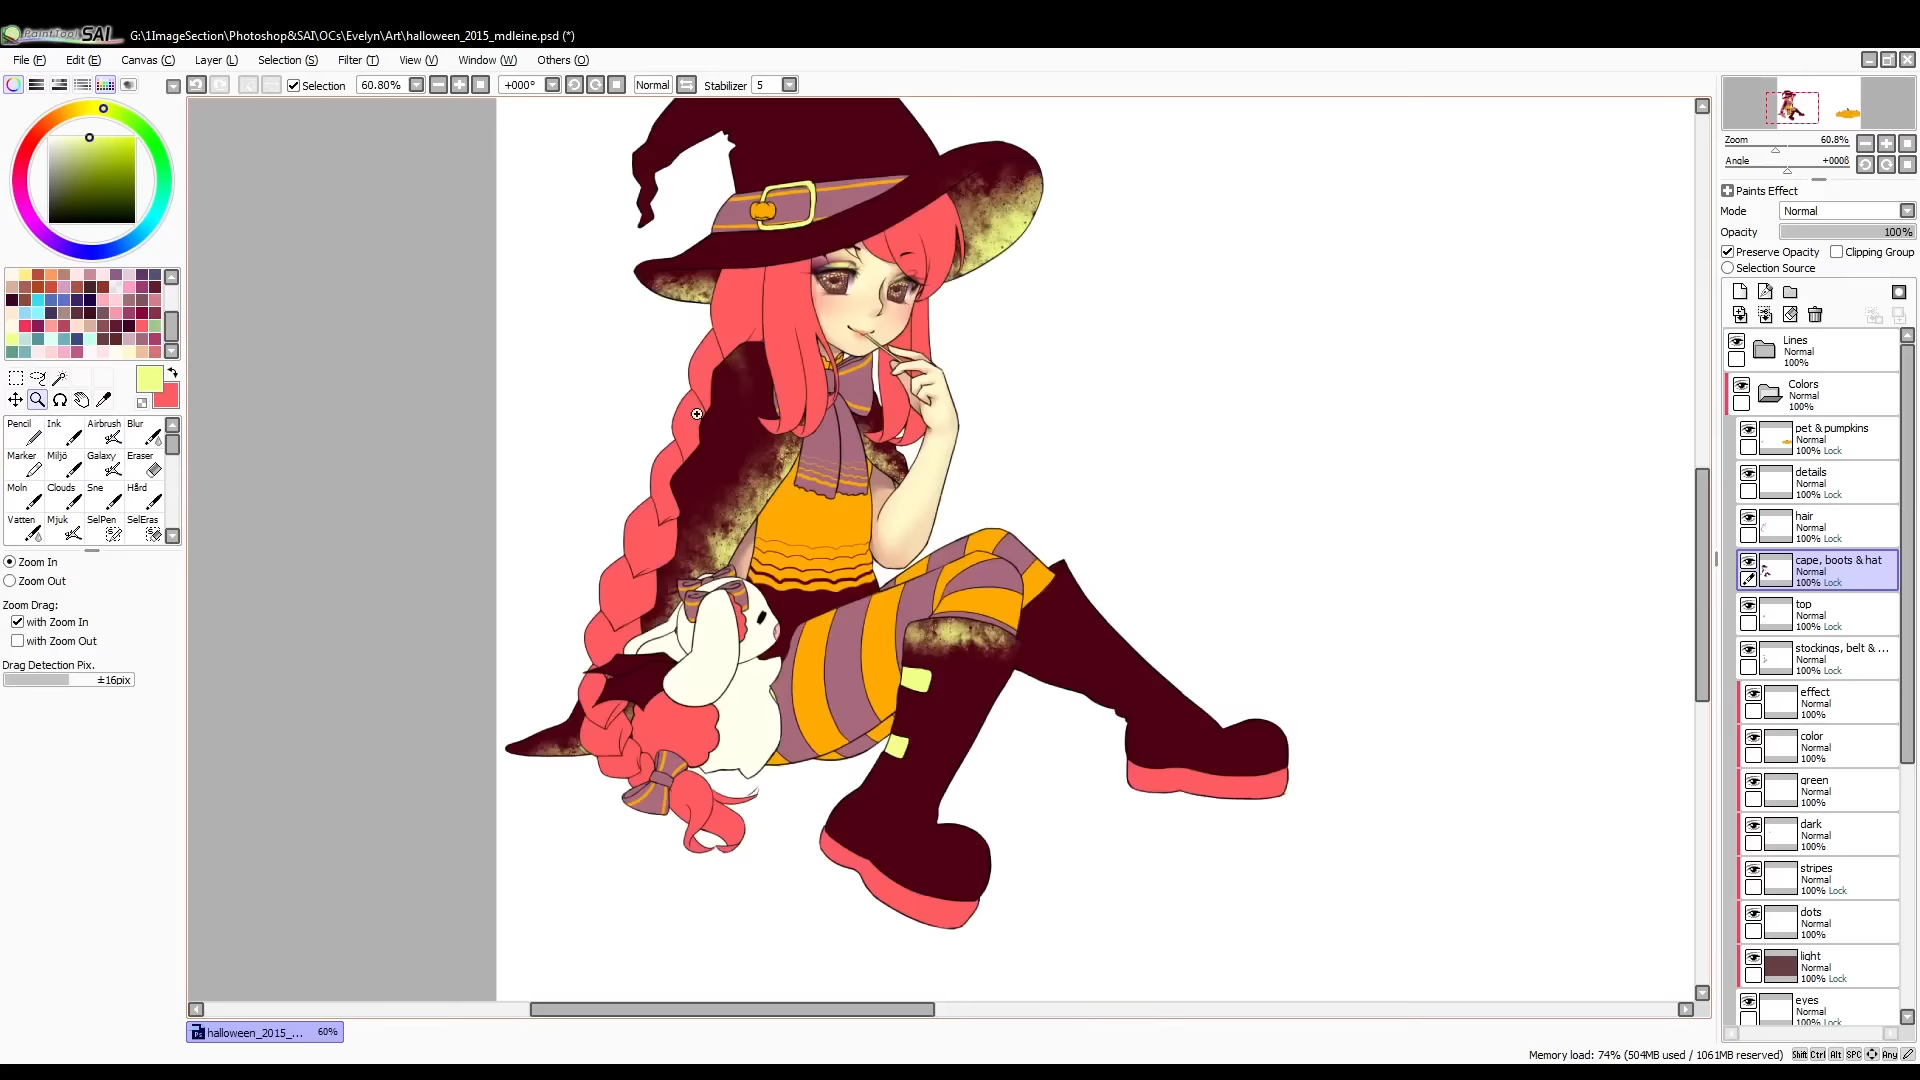 PaintTool SAI G:\1ImageSection\Photoshop&SAI\OCs\Evelyn\Art\halloween_2015_mdleine.psd (*)
File (F) Edit (E) Canvas (C) Layer (L) Selection (S) Filter (T) View (V) Window (W) Others (O)
Selection 60.80% +000° Normal Stabilizer 5
Zoom 60.8%
Angle +000ß
Paints Effect
Mode Normal
Opacity 100%
Preserve Opacity Clipping Group
Selection Source
Pencil Ink Airbrush Blur
Marker Miljö Galaxy Eraser
Moln Clouds Sne Hård
Vatten Mjuk SelPen SelEras
Zoom In
Zoom Out
Zoom Drag:
with Zoom In
with Zoom Out
Drag Detection Pix.
±16pix
Lines
Normal
100%
Colors
Normal
100%
pet & pumpkins
Normal
100% Lock
details
Normal
100% Lock
hair
Normal
100% Lock
cape, boots & hat
Normal
100% Lock
top
Normal
100% Lock
stockings, belt & ...
Normal
100% Lock
effect
Normal
100%
color
Normal
100%
green
Normal
100%
dark
Normal
100%
stripes
Normal
100% Lock
dots
Normal
100%
light
Normal
100% Lock
eyes
Normal
100% Lock
halloween_2015_... 60%
Memory load: 74% (504MB used / 1061MB reserved) Shift Ctrl Alt SPC Any